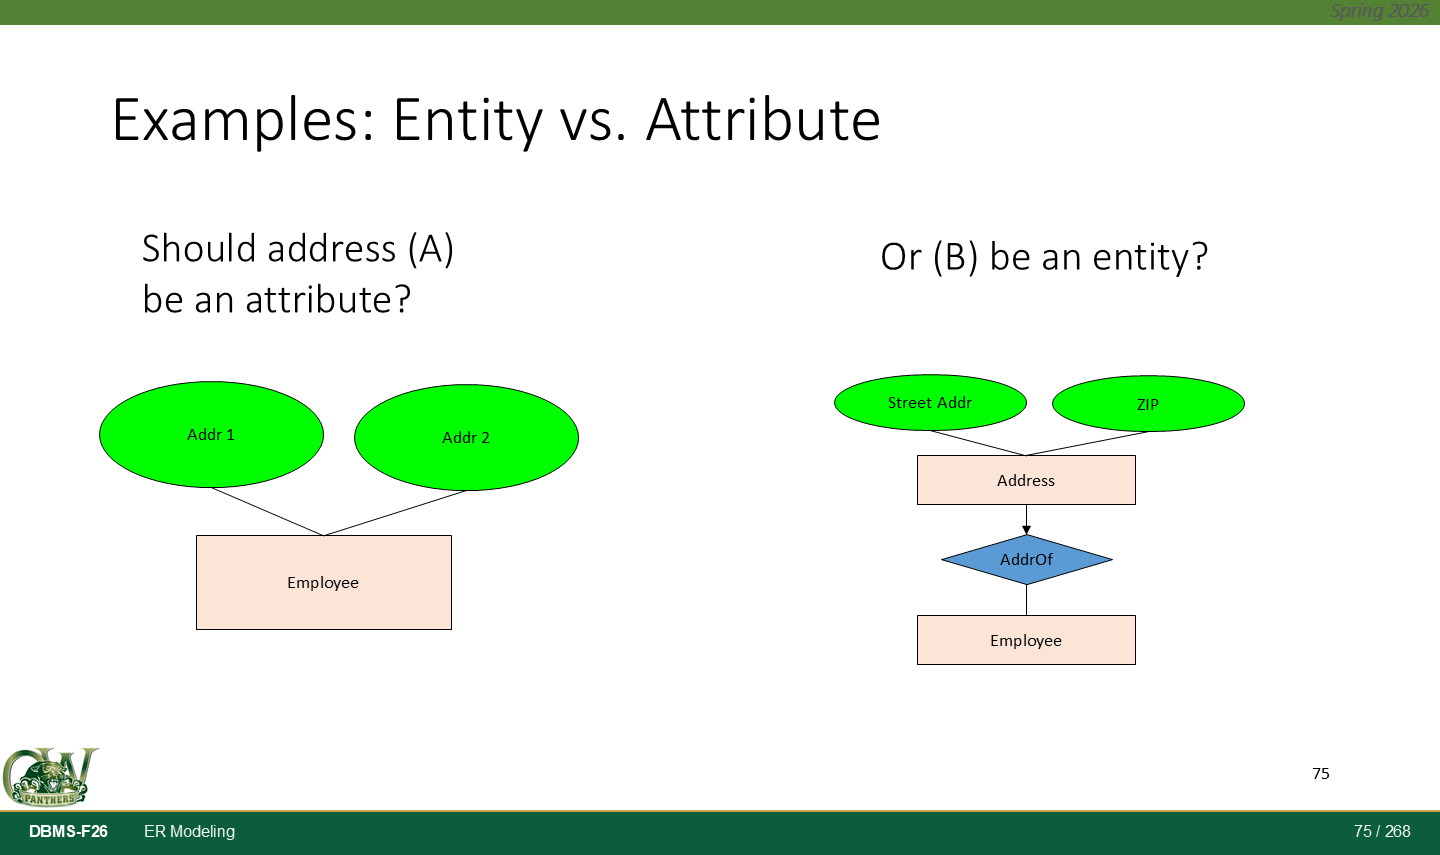 Spring 2026
Examples: Entity vs. Attribute
Should address (A)
be an attribute?
Or (B) be an entity?
Addr 1
Addr 2
Employee
Street Addr
ZIP
Address
AddrOf
Employee
75
PANTHERS
DBMS-F26
ER Modeling
75 / 268